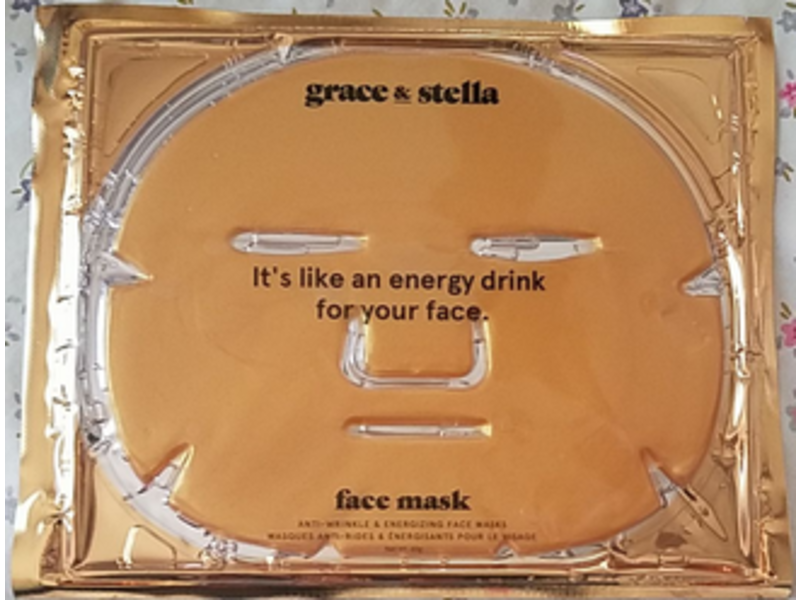 grace & stella
It's like an energy drink
for your face.
face mask
ANTI-WRINKLE & ENERGIZING FACE MASKS
MASQUES ANTI-RIDES & ÉNERGISANTS POUR LE VISAGE